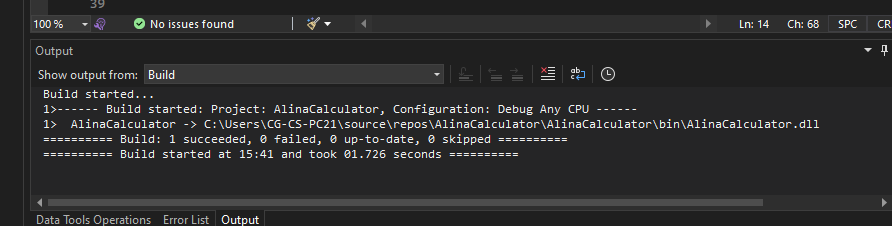 39
100 %
No issues found
Ln: 14 Ch: 68 SPC CR
Output
Show output from: Build
Build started...
1>------ Build started: Project: AlinaCalculator, Configuration: Debug Any CPU ------
1>  AlinaCalculator -> C:\Users\CG-CS-PC21\source\repos\AlinaCalculator\AlinaCalculator\bin\AlinaCalculator.dll
========== Build: 1 succeeded, 0 failed, 0 up-to-date, 0 skipped ==========
========== Build started at 15:41 and took 01.726 seconds ==========
Data Tools Operations Error List Output